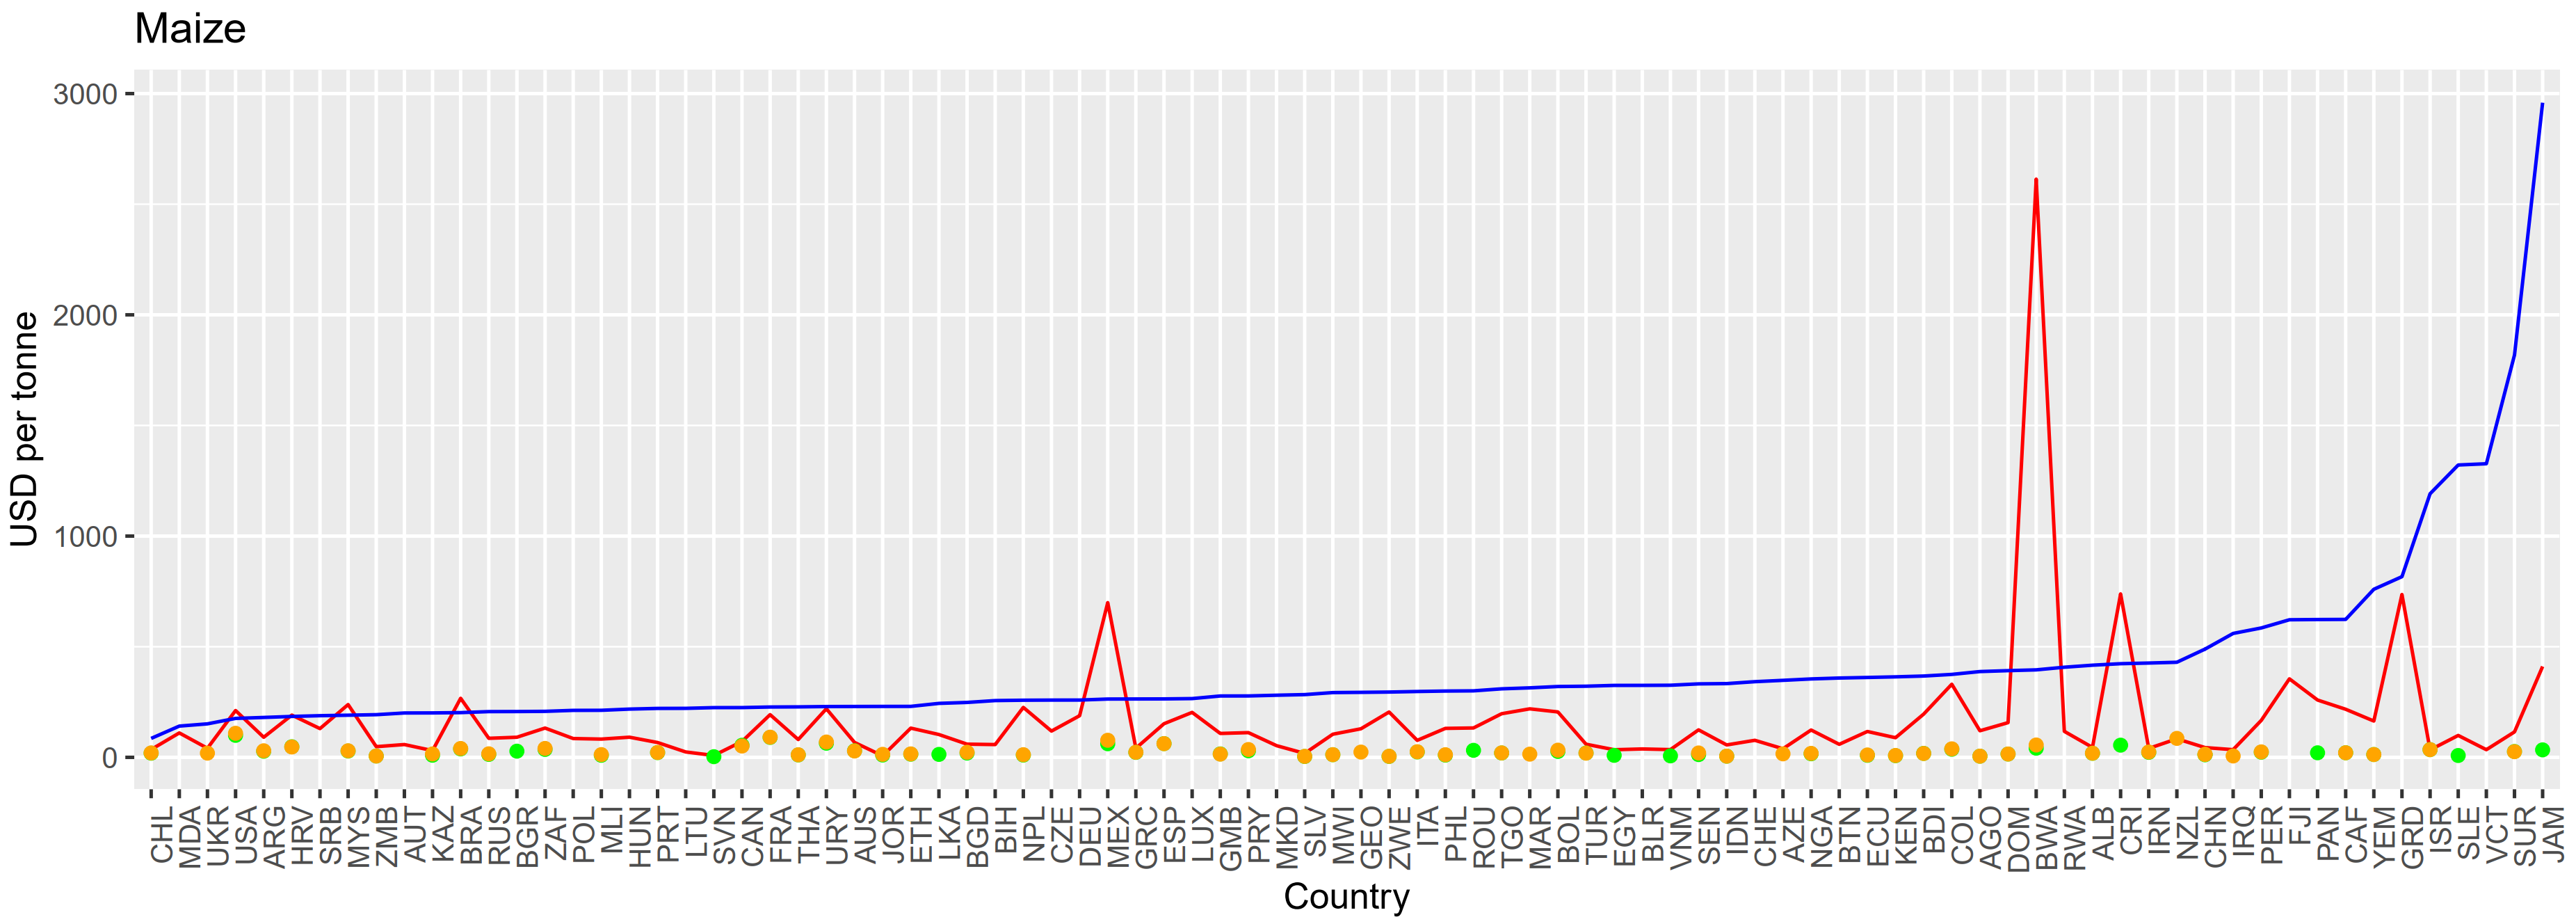 Maize
USD per tonne
3000
2000
1000
0
CHL MDA UKR USA ARG HRV SRB MYS ZMB AUT KAZ BRA RUS BGR ZAF POL MLI HUN PRT LTU SVN CAN FRA THA URY AUS JOR ETH LKA BGD BIH NPL CZE DEU MEX GRC ESP LUX GMB PRY MKD SLV MWI GEO ZWE ITA PHL ROU TGO MAR BOL TUR EGY BLR VNM SEN IDN CHE AZE NGA BTN ECU KEN BDI COL AGO DOM BWA RWA ALB CRI IRN NZL CHN IRQ PER FJI PAN CAF YEM GRD ISR SLE VCT SUR JAM
Country